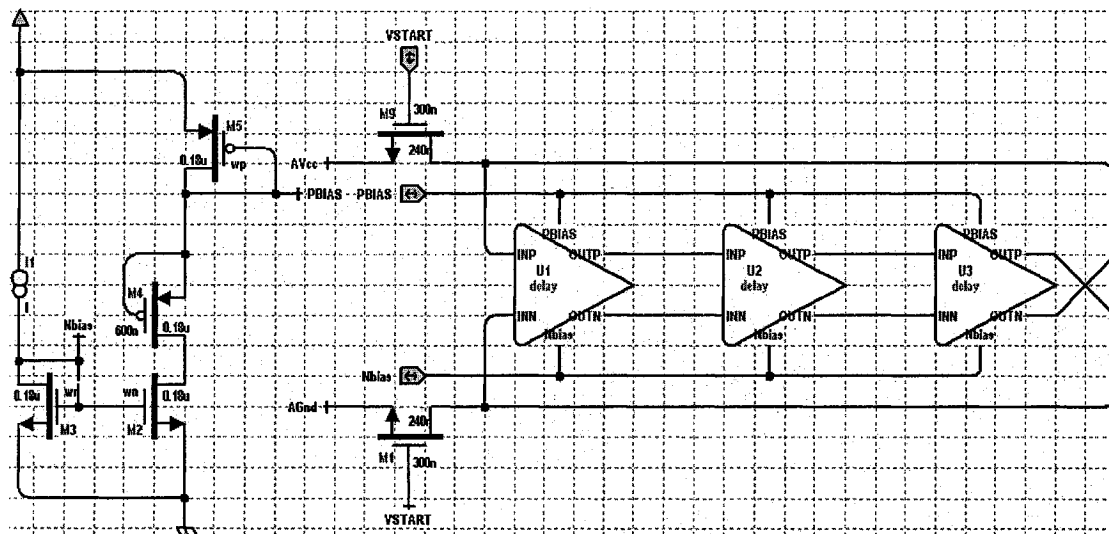 VSTART
M9
300n
240n
M5
0.18u
wp
AVcc
PBIAS
PBIAS
PBIAS
PBIAS
PBIAS
INP
OUTP
INP
OUTP
INP
OUTP
U1
delay
U2
delay
U3
delay
INN
OUTN
INN
OUTN
INN
OUTN
Nbias
Nbias
Nbias
I1
I
M4
600n
0.18u
Nbias
Nbias
0.18u
wn
0.18u
M3
M2
AGnd
240n
M1
300n
VSTART